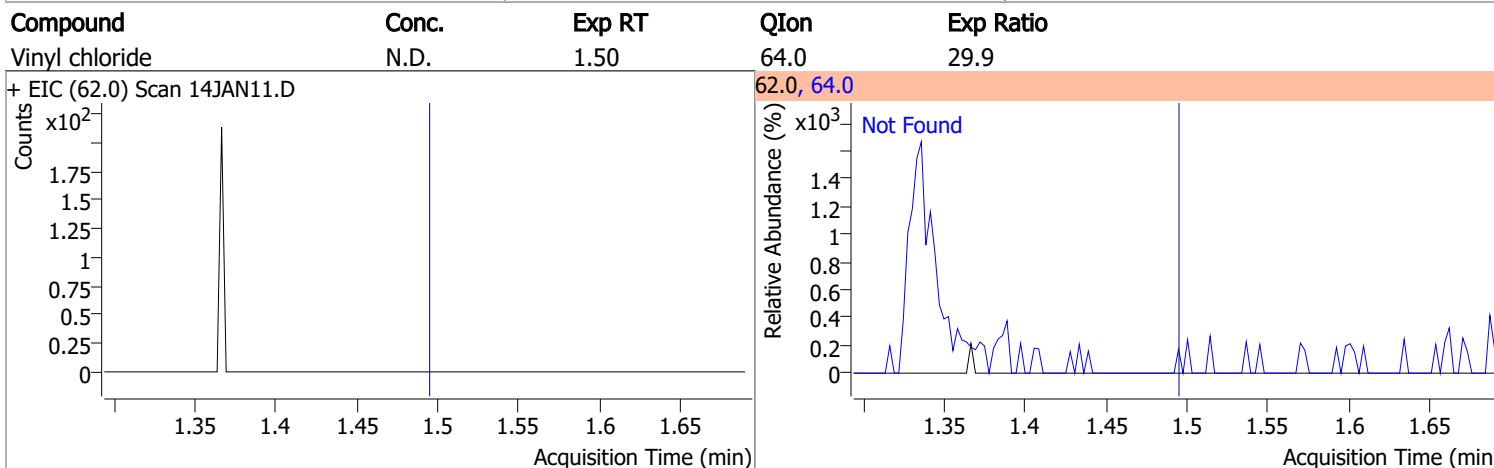 Compound Conc. Exp RT QIon Exp Ratio
Vinyl chloride N.D. 1.50 64.0 29.9
+ EIC (62.0) Scan 14JAN11.D
Counts
x10²
1.75
1.5
1.25
1
0.75
0.5
0.25
0
1.35 1.4 1.45 1.5 1.55 1.6 1.65
Acquisition Time (min)
62.0, 64.0
Relative Abundance (%)
x10³
Not Found
1.4
1.2
1
0.8
0.6
0.4
0.2
0
1.35 1.4 1.45 1.5 1.55 1.6 1.65
Acquisition Time (min